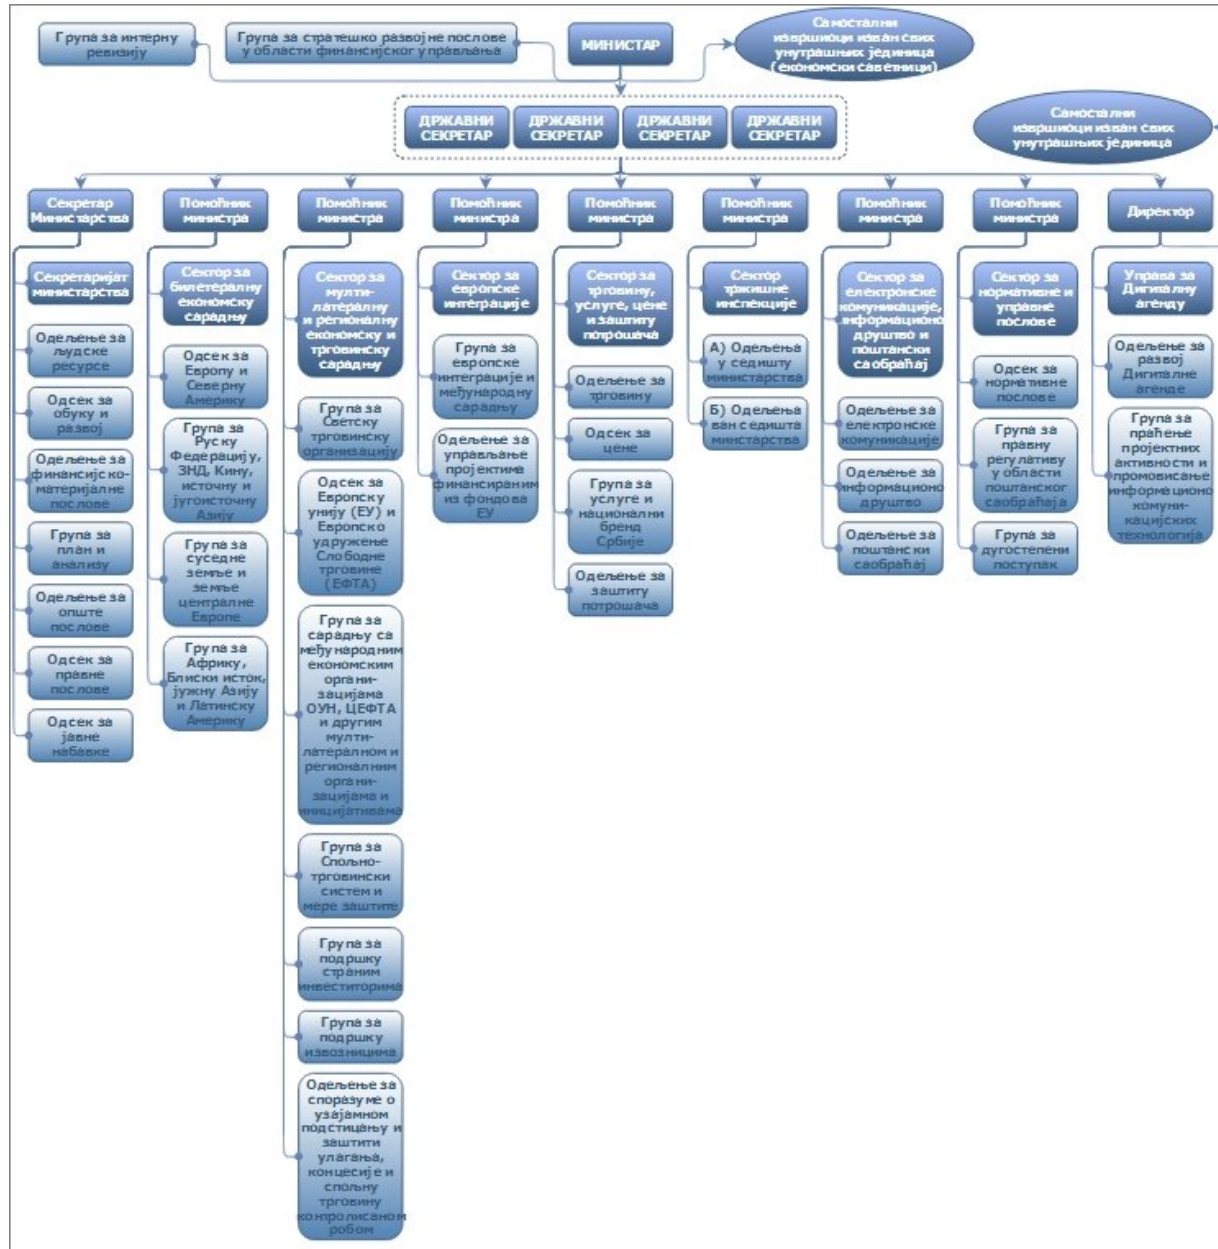 Група за интерну
ревизију
Група за стратешко развојне послове
у области финансијског управљања
МИНИСТАР
Самостални
извршиоци изван свих
унутрашњих јединица
(економски саветници)
ДРЖАВНИ
СЕКРЕТАР
ДРЖАВНИ
СЕКРЕТАР
ДРЖАВНИ
СЕКРЕТАР
ДРЖАВНИ
СЕКРЕТАР
Самостални
извршиоци изван свих
унутрашњих јединица
Секретар
Министарства
Секретаријат
министарства
Одељење за
људске
ресурсе
Одсек за
обуку и
развој
Одељење за
финансијско-
материјалне
послове
Група за
план и
анализу
Одељење за
опште
послове
Одсек за
правне
послове
Одсек за
јавне
набавке
Помоћник
министра
Сектор за
билетералну
економску
сарадњу
Одсек за
Европу и
Северну
Америку
Група за
Руску
Федерацију,
ЗНД, Кину,
источну и
југоисточну
Азију
Група за
суседне
земље и
земље
централне
Европе
Група за
Африку,
Блиски исток,
јужну Азију
и Латинску
Америку
Помоћник
министра
Сектор за
мулти-
латералну
и регионалну
економску и
трговинску
сарадњу
Група за
Светску
трговинску
организацију
Одсек за
Европску
унију (ЕУ) и
Европско
удружење
Слободне
трговине
(ЕФТА)
Група за
сарадњу са
међународним
економским
органи-
зацијама
ОУН, ЦЕФТА
и другим
мулти-
латералном и
регионалним
органи-
зацијама и
иницијативама
Група за
Спољно-
трговински
систем и
мере заштите
Група за
подршку
страним
инвеститорима
Група за
подршку
извозницима
Одељење за
споразуме о
узајамном
подстицању и
заштити
улагања,
концесије и
спољну
трговину
контролисаном
робом
Помоћник
министра
Сектор за
европске
интеграције
Група за
европске
интеграције и
међународну
сарадњу
Одељење за
управљање
пројектима
финансираним
из фондова
ЕУ
Помоћник
министра
Сектор за
трговину,
услуге, цене
и заштиту
потрошача
Одељење за
трговину
Одсек за
цене
Група за
услуге и
национални
бренд
Србије
Одељење за
заштиту
потрошача
Помоћник
министра
Сектор
тржишне
инспекције
А) Одељења
у седишту
министарства
Б) Одељења
ван седишта
минстарства
Помоћник
министра
Сектор за
електронске
комуникације,
информационо
друштво и
поштански
саобраћај
Одељење за
електронске
комуникације
Одељење за
информационо
друштво
Одељење за
поштански
саобраћај
Помоћник
министра
Сектор за
нормативне и
управне
послове
Одсек за
нормативне
послове
Група за
правну
регулативу
у области
поштанског
саобраћаја
Група за
дугостепени
поступак
Директор
Управа за
Дигиталну
агенду
Одељење за
развој
Дигиталне
агенде
Група за
праћење
пројектних
активности и
промовисање
информационо
комуни-
кацијских
технологија